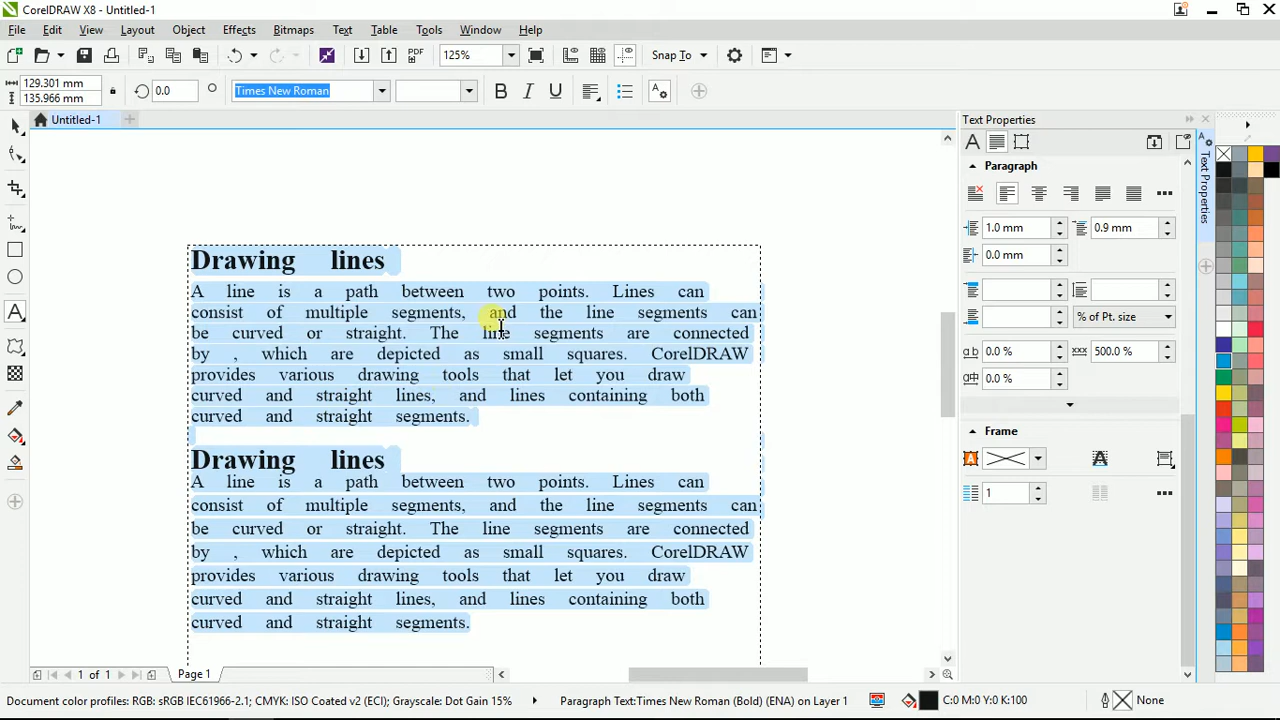 CorelDRAW X8 - Untitled-1
File Edit View Layout Object Effects Bitmaps Text Table Tools Window Help
PDF 125% Snap To
129.301 mm
135.966 mm
0.0 Times New Roman B I U
Untitled-1
Text Properties
Paragraph
1.0 mm 0.9 mm
0.0 mm
% of Pt. size
0.0 % 500.0 %
0.0 %
Frame
1
Text Properties
Drawing lines
A line is a path between two points. Lines can
consist of multiple segments, and the line segments can
be curved or straight. The line segments are connected
by , which are depicted as small squares. CorelDRAW
provides various drawing tools that let you draw
curved and straight lines, and lines containing both
curved and straight segments.
Drawing lines
A line is a path between two points. Lines can
consist of multiple segments, and the line segments can
be curved or straight. The line segments are connected
by , which are depicted as small squares. CorelDRAW
provides various drawing tools that let you draw
curved and straight lines, and lines containing both
curved and straight segments.
1 of 1 Page 1
Document color profiles: RGB: sRGB IEC61966-2.1; CMYK: ISO Coated v2 (ECI); Grayscale: Dot Gain 15% Paragraph Text:Times New Roman (Bold) (ENA) on Layer 1 C:0 M:0 Y:0 K:100 None